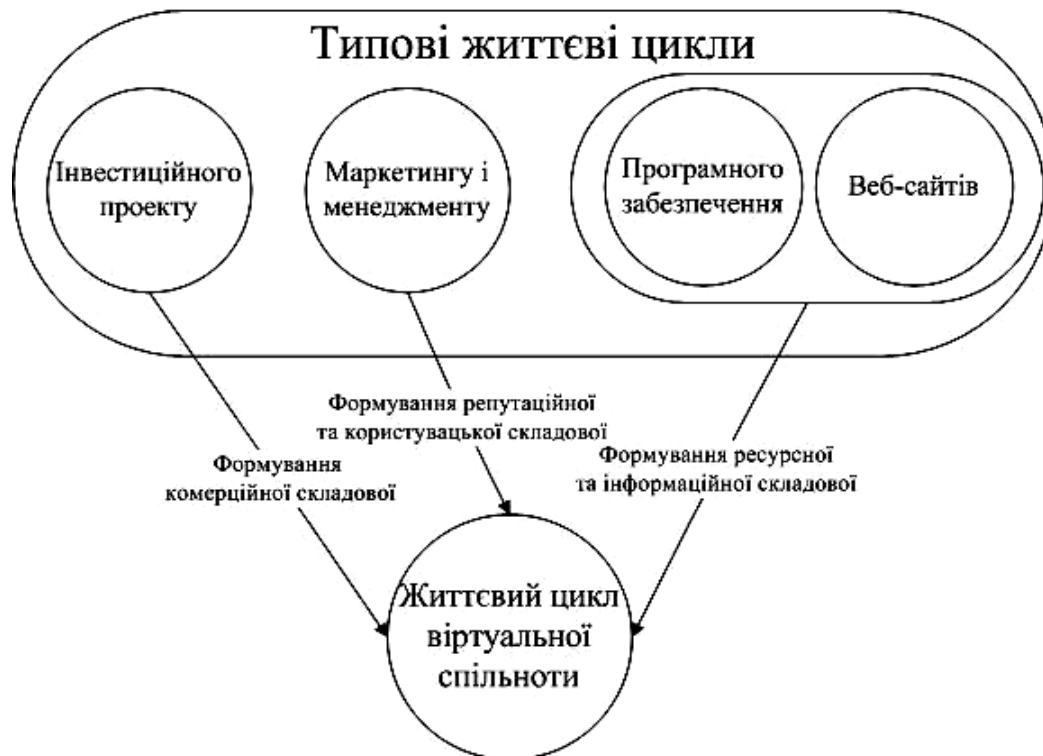 Типові життєві цикли
Інвестиційного
проекту
Маркетингу і
менеджменту
Програмного
забезпечення
Веб-сайтів
Формування репутаційної
та користувацької складової
Формування
комерційної складової
Формування ресурсної
та інформаційної складової
Життєвий цикл
віртуальної
спільноти